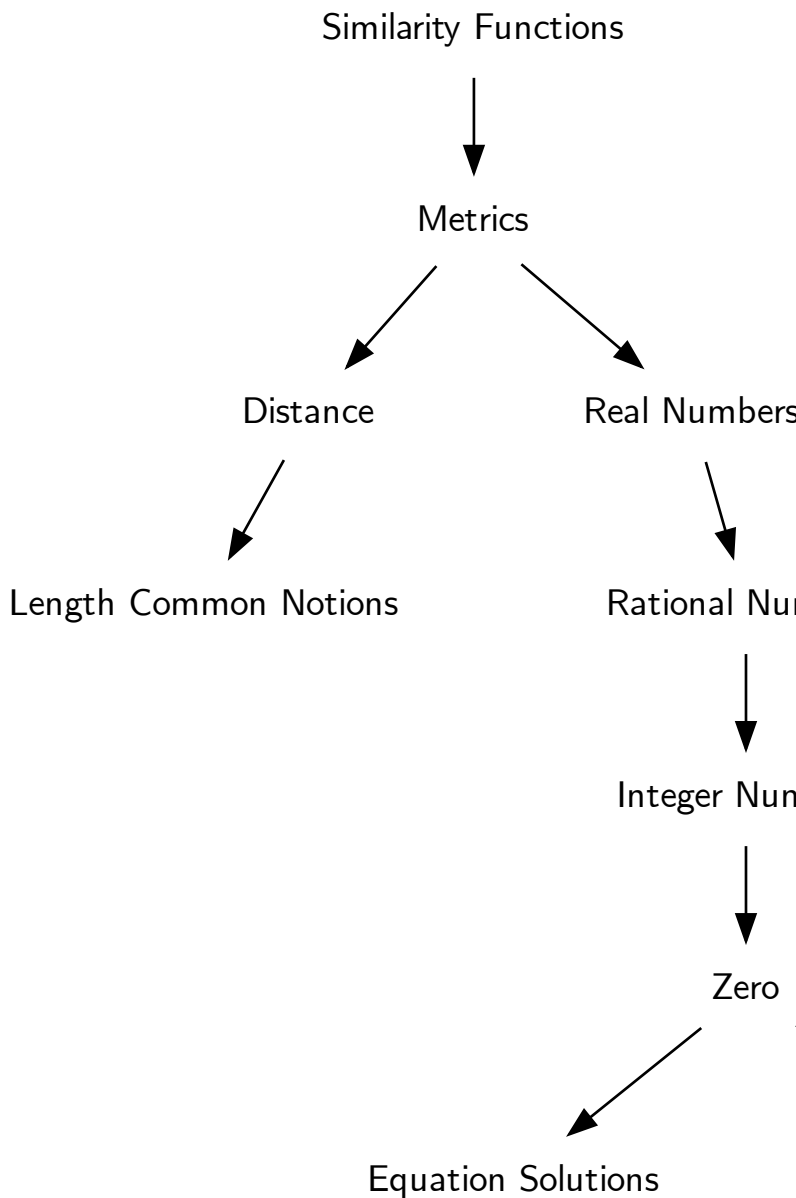 Similarity Functions
Metrics
Distance
Real Numbers
Length Common Notions
Rational
Integer
Zero
Equation Solutions